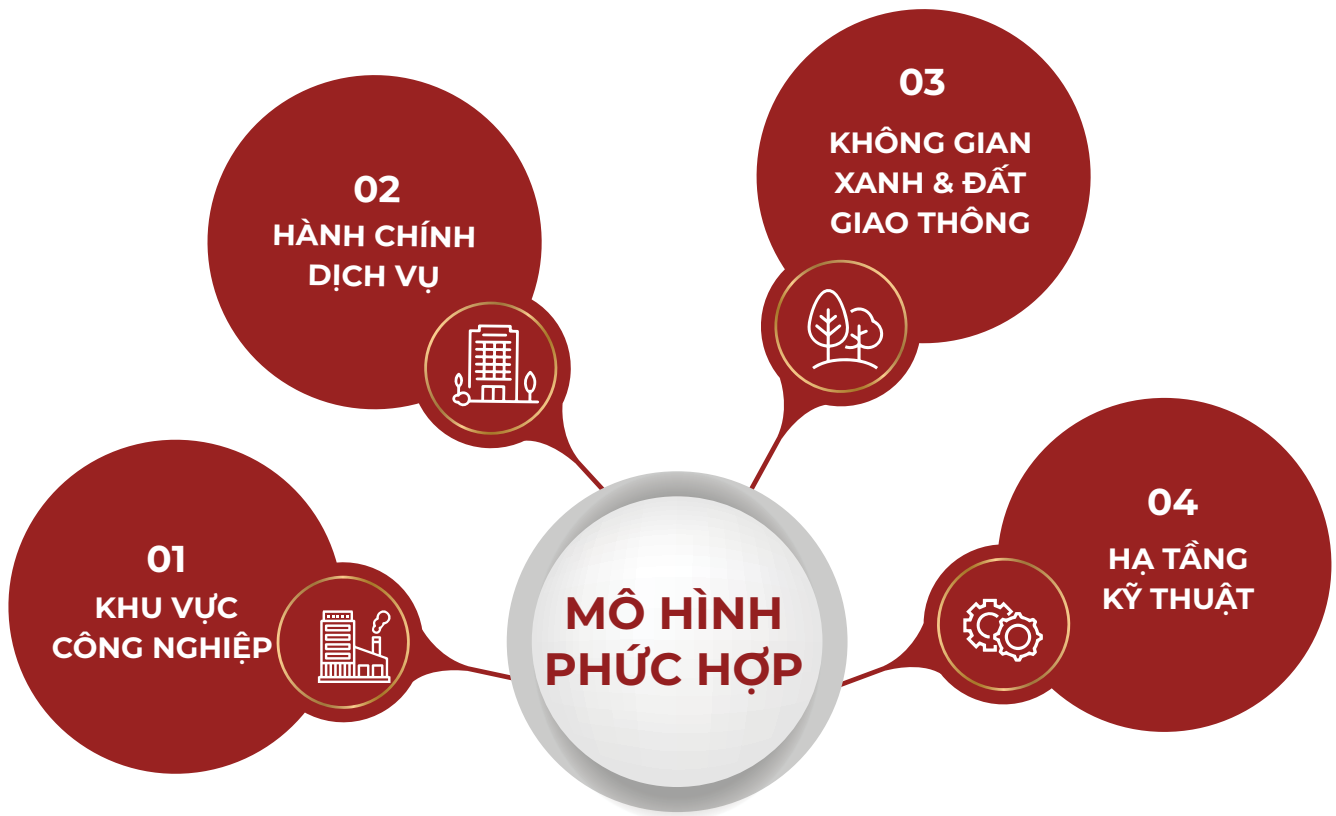 01
KHU VỰC
CÔNG NGHIỆP
02
HÀNH CHÍNH
DỊCH VỤ
03
KHÔNG GIAN
XANH & ĐẤT
GIAO THÔNG
04
HẠ TẦNG
KỸ THUẬT
MÔ HÌNH
PHỨC HỢP